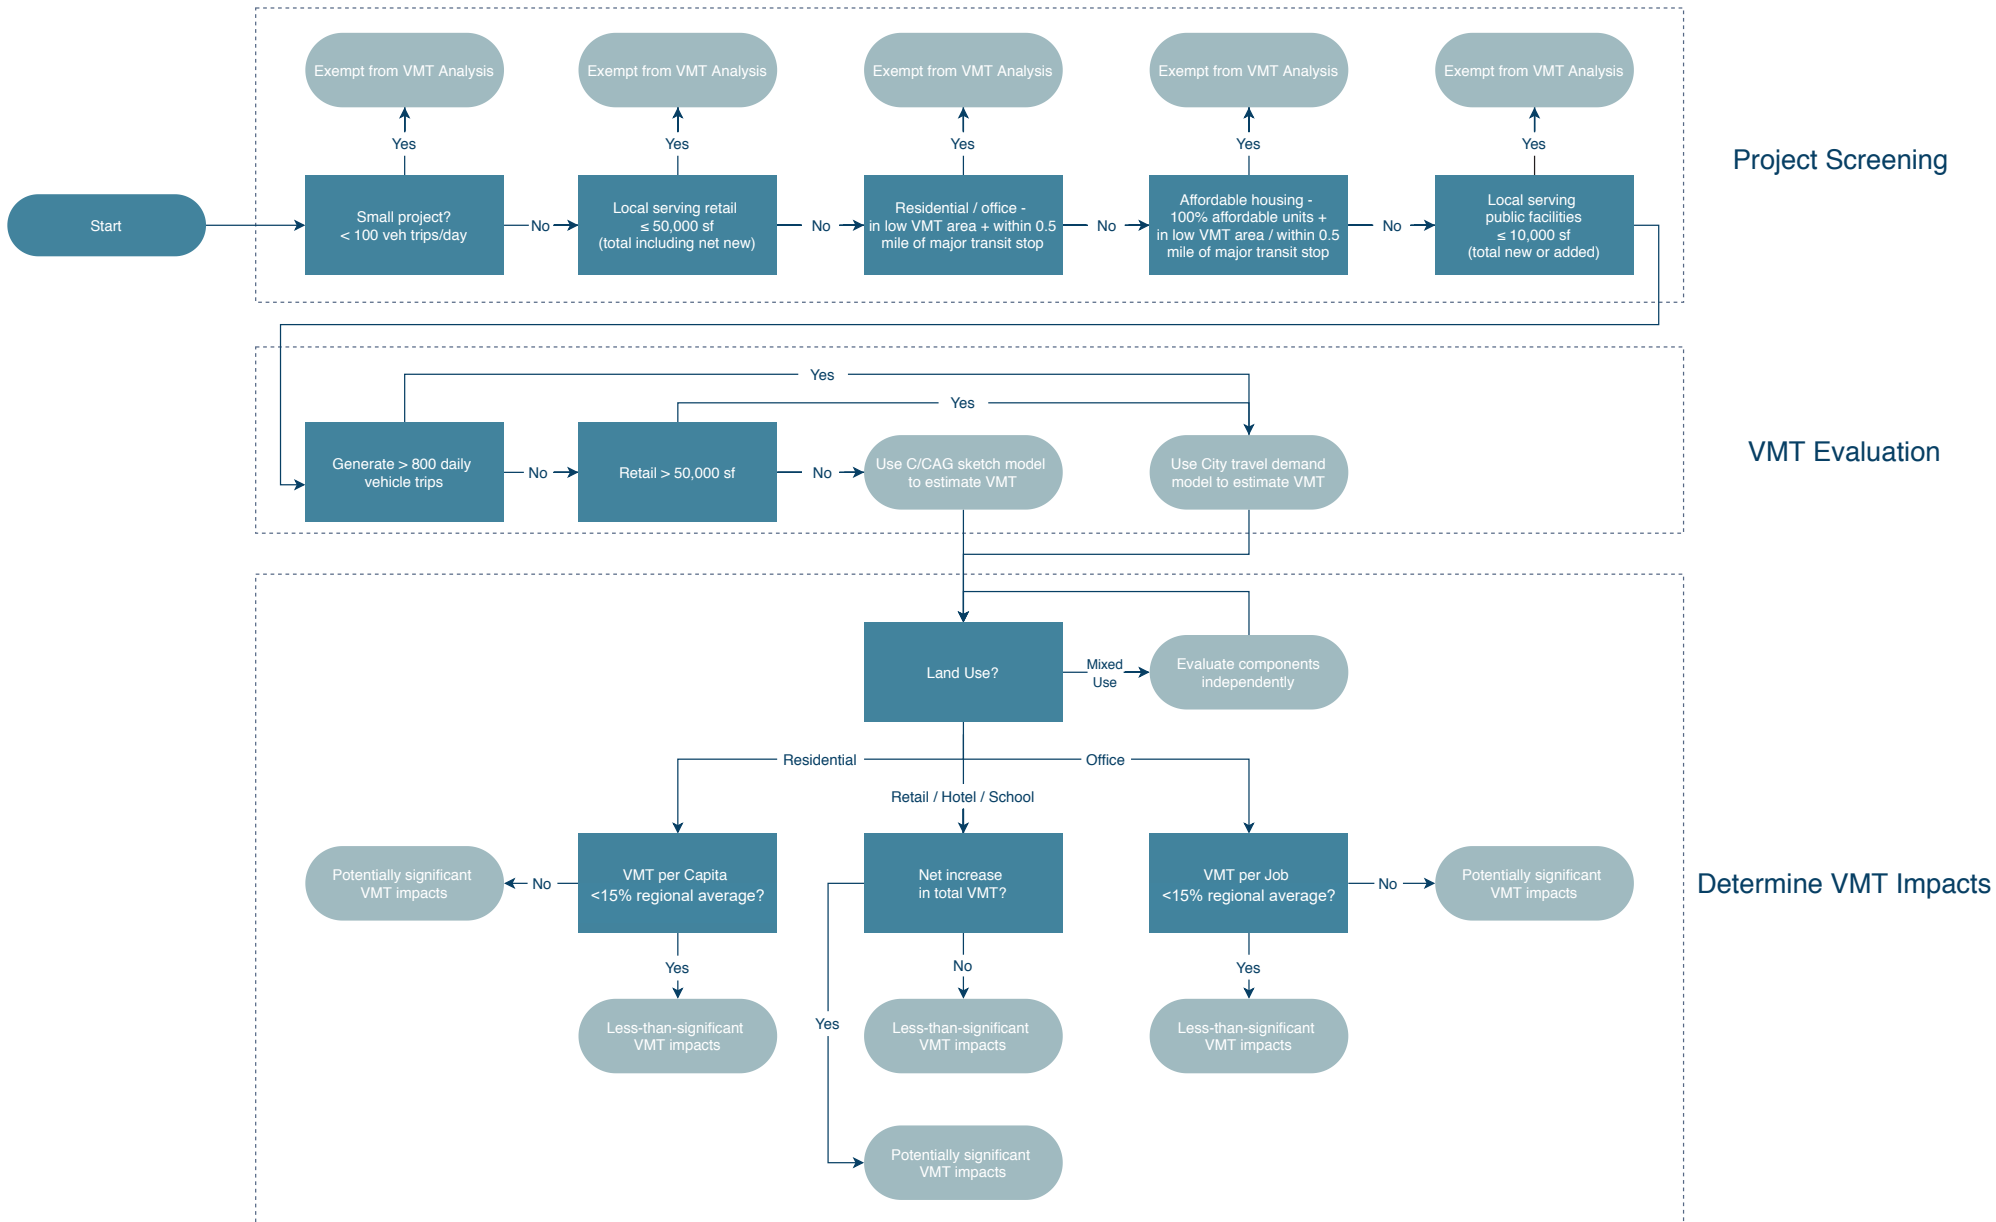 Exempt from VMT Analysis
Exempt from VMT Analysis
Exempt from VMT Analysis
Exempt from VMT Analysis
Exempt from VMT Analysis
Yes
Yes
Yes
Yes
Yes
Project Screening
Start
Small project?
< 100 veh trips/day
No
Local serving retail
≤ 50,000 sf
(total including net new)
No
Residential / office -
in low VMT area + within 0.5
mile of major transit stop
No
Affordable housing -
100% affordable units +
in low VMT area / within 0.5
mile of major transit stop
No
Local serving
public facilities
≤ 10,000 sf
(total new or added)
Yes
Yes
VMT Evaluation
Generate > 800 daily
vehicle trips
No
Retail > 50,000 sf
No
Use C/CAG sketch model
to estimate VMT
Use City travel demand
model to estimate VMT
Land Use?
Mixed
Use
Evaluate components
independently
Residential
Office
Retail / Hotel / School
Determine VMT Impacts
Potentially significant
VMT impacts
No
VMT per Capita
<15% regional average?
Net increase
in total VMT?
VMT per Job
<15% regional average?
No
Potentially significant
VMT impacts
Yes
No
Yes
Less-than-significant
VMT impacts
Yes
Less-than-significant
VMT impacts
Less-than-significant
VMT impacts
Potentially significant
VMT impacts